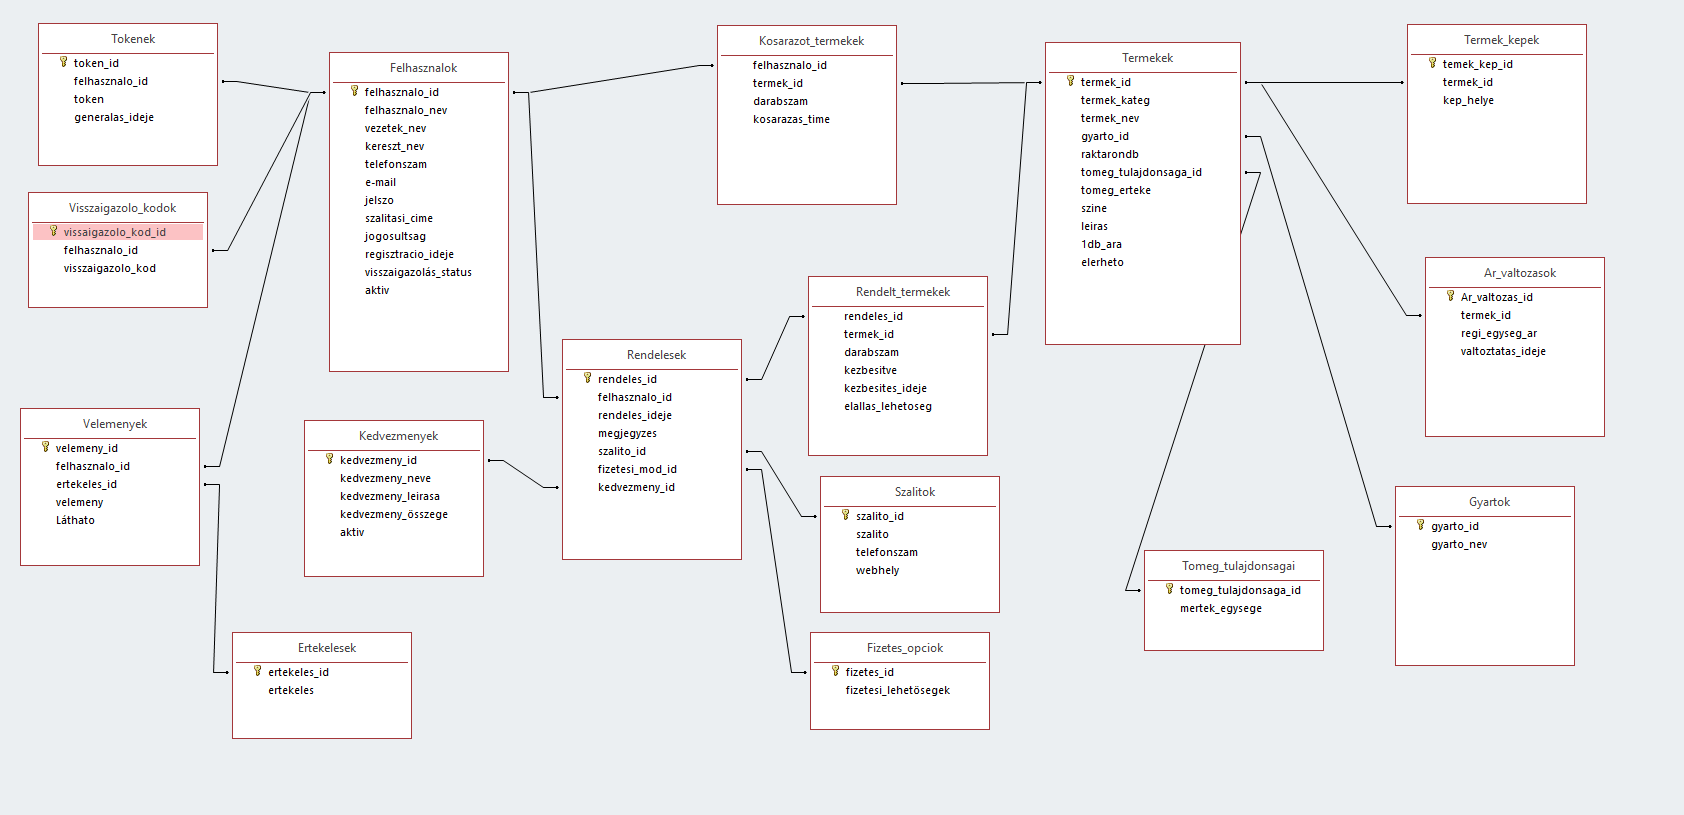 Tokenek
token_id
felhasznalo_id
token
generalas_ideje
Visszaigazolo_kodok
vissaigazolo_kod_id
felhasznalo_id
visszaigazolo_kod
Velemenyek
velemeny_id
felhasznalo_id
ertekeles_id
velemeny
Láthato
Ertekelesek
ertekeles_id
ertekeles
Felhasznalok
felhasznalo_id
felhasznalo_nev
vezetek_nev
kereszt_nev
telefonszam
e-mail
jelszo
szalitasi_cime
jogosultsag
regisztracio_ideje
visszaigazolás_status
aktiv
Kedvezmenyek
kedvezmeny_id
kedvezmeny_neve
kedvezmeny_leirasa
kedvezmeny_összege
aktiv
Rendelesek
rendeles_id
felhasznalo_id
rendeles_ideje
megjegyzes
szalito_id
fizetesi_mod_id
kedvezmeny_id
Kosarazot_termekek
felhasznalo_id
termek_id
darabszam
kosarazas_time
Rendelt_termekek
rendeles_id
termek_id
darabszam
kezbesitve
kezbesites_ideje
elallas_lehetoseg
Szalitok
szalito_id
szalito
telefonszam
webhely
Fizetes_opciok
fizetes_id
fizetesi_lehetösegek
Termekek
termek_id
termek_kateg
termek_nev
gyarto_id
raktarondb
tomeg_tulajdonsaga_id
tomeg_erteke
szine
leiras
1db_ara
elerheto
Tomeg_tulajdonsagai
tomeg_tulajdonsaga_id
mertek_egysege
Termek_kepek
temek_kep_id
termek_id
kep_helye
Ar_valtozasok
Ar_valtozas_id
termek_id
regi_egyseg_ar
valtoztatas_ideje
Gyartok
gyarto_id
gyarto_nev